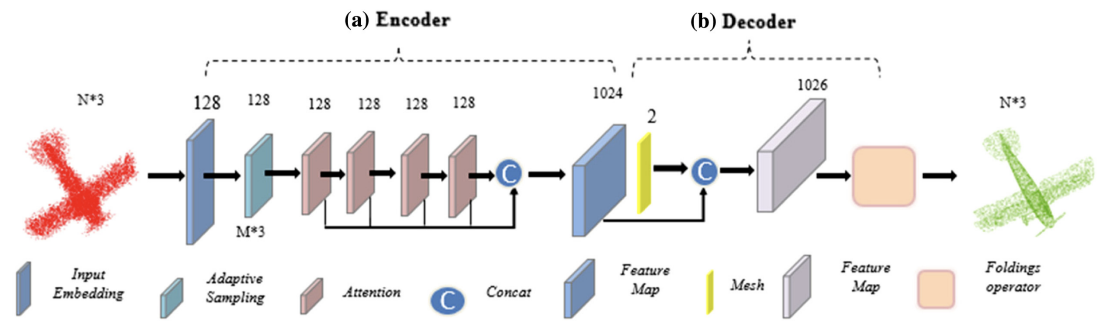 (a) Encoder
(b) Decoder
N*3
128
128
128
128
128
128
1024
2
1026
N*3
C
C
M*3
Input
Embedding
Adaptive
Sampling
Attention
C
Concat
Feature
Map
Mesh
Feature
Map
Foldings
operator